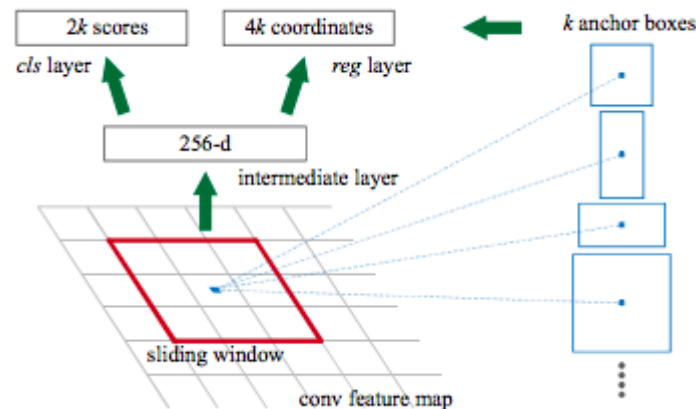 2k scores
4k coordinates
k anchor boxes
cls layer
reg layer
256-d
intermediate layer
sliding window
conv feature map